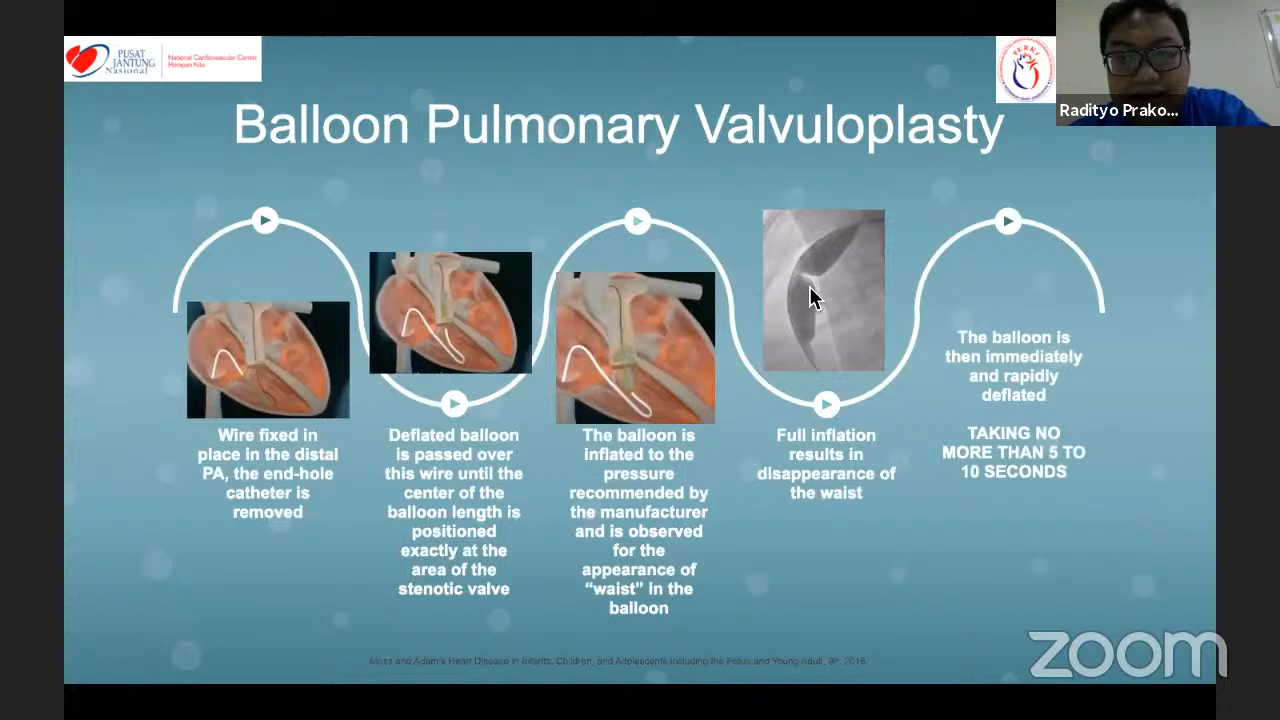 PUSAT
JANTUNG
Nasional
National Cardiovascular Center
Harapan Kita
PERKI
Radityo Prako...
Balloon Pulmonary Valvuloplasty
Wire fixed in
place in the distal
PA, the end-hole
catheter is
removed
Deflated balloon
is passed over
this wire until the
center of the
balloon length is
positioned
exactly at the
area of the
stenotic valve
The balloon is
inflated to the
pressure
recommended by
the manufacturer
and is observed
for the
appearance of
“waist” in the
balloon
Full inflation
results in
disappearance of
the waist
The balloon is
then immediately
and rapidly
deflated
TAKING NO
MORE THAN 5 TO
10 SECONDS
Moss and Adam's Heart Disease in Infants, Children, and Adolescents Including the Fetus and Young Adult, 9th. 2016.
zoom